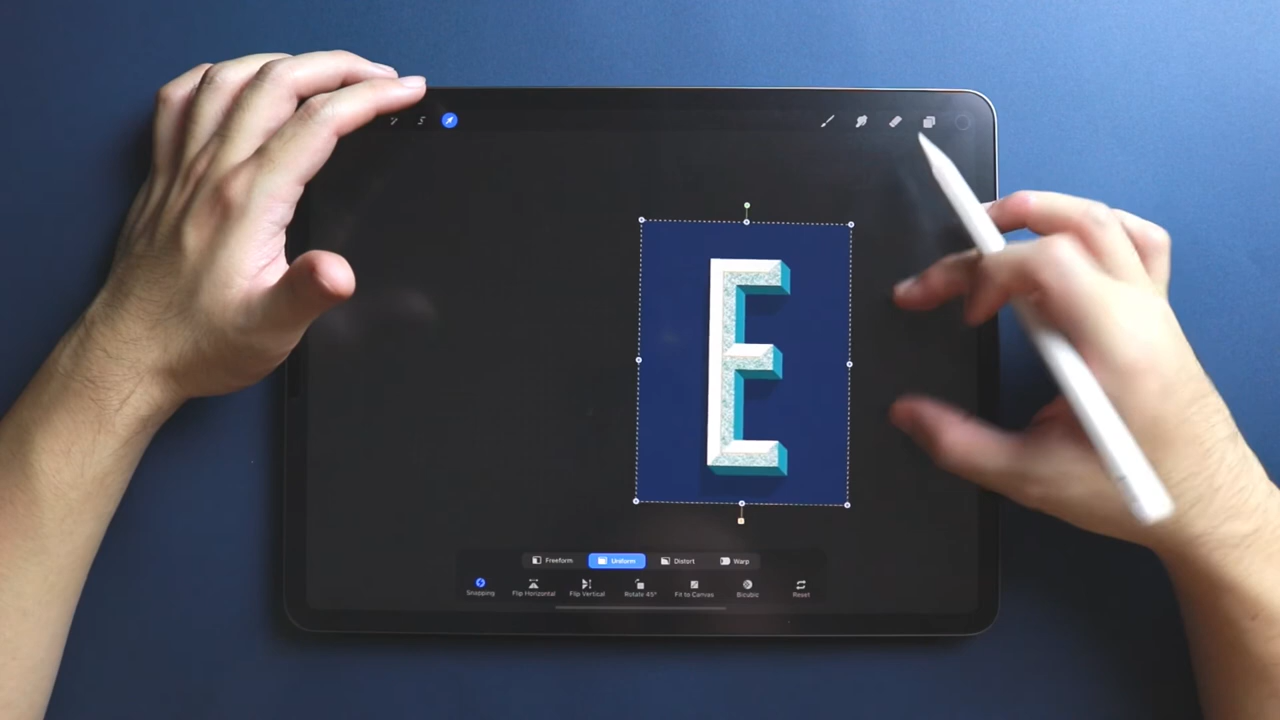 E
Freeform Uniform Distort Warp
Snapping Flip Horizontal Flip Vertical Rotate 45° Fit to Canvas Bicubic Reset